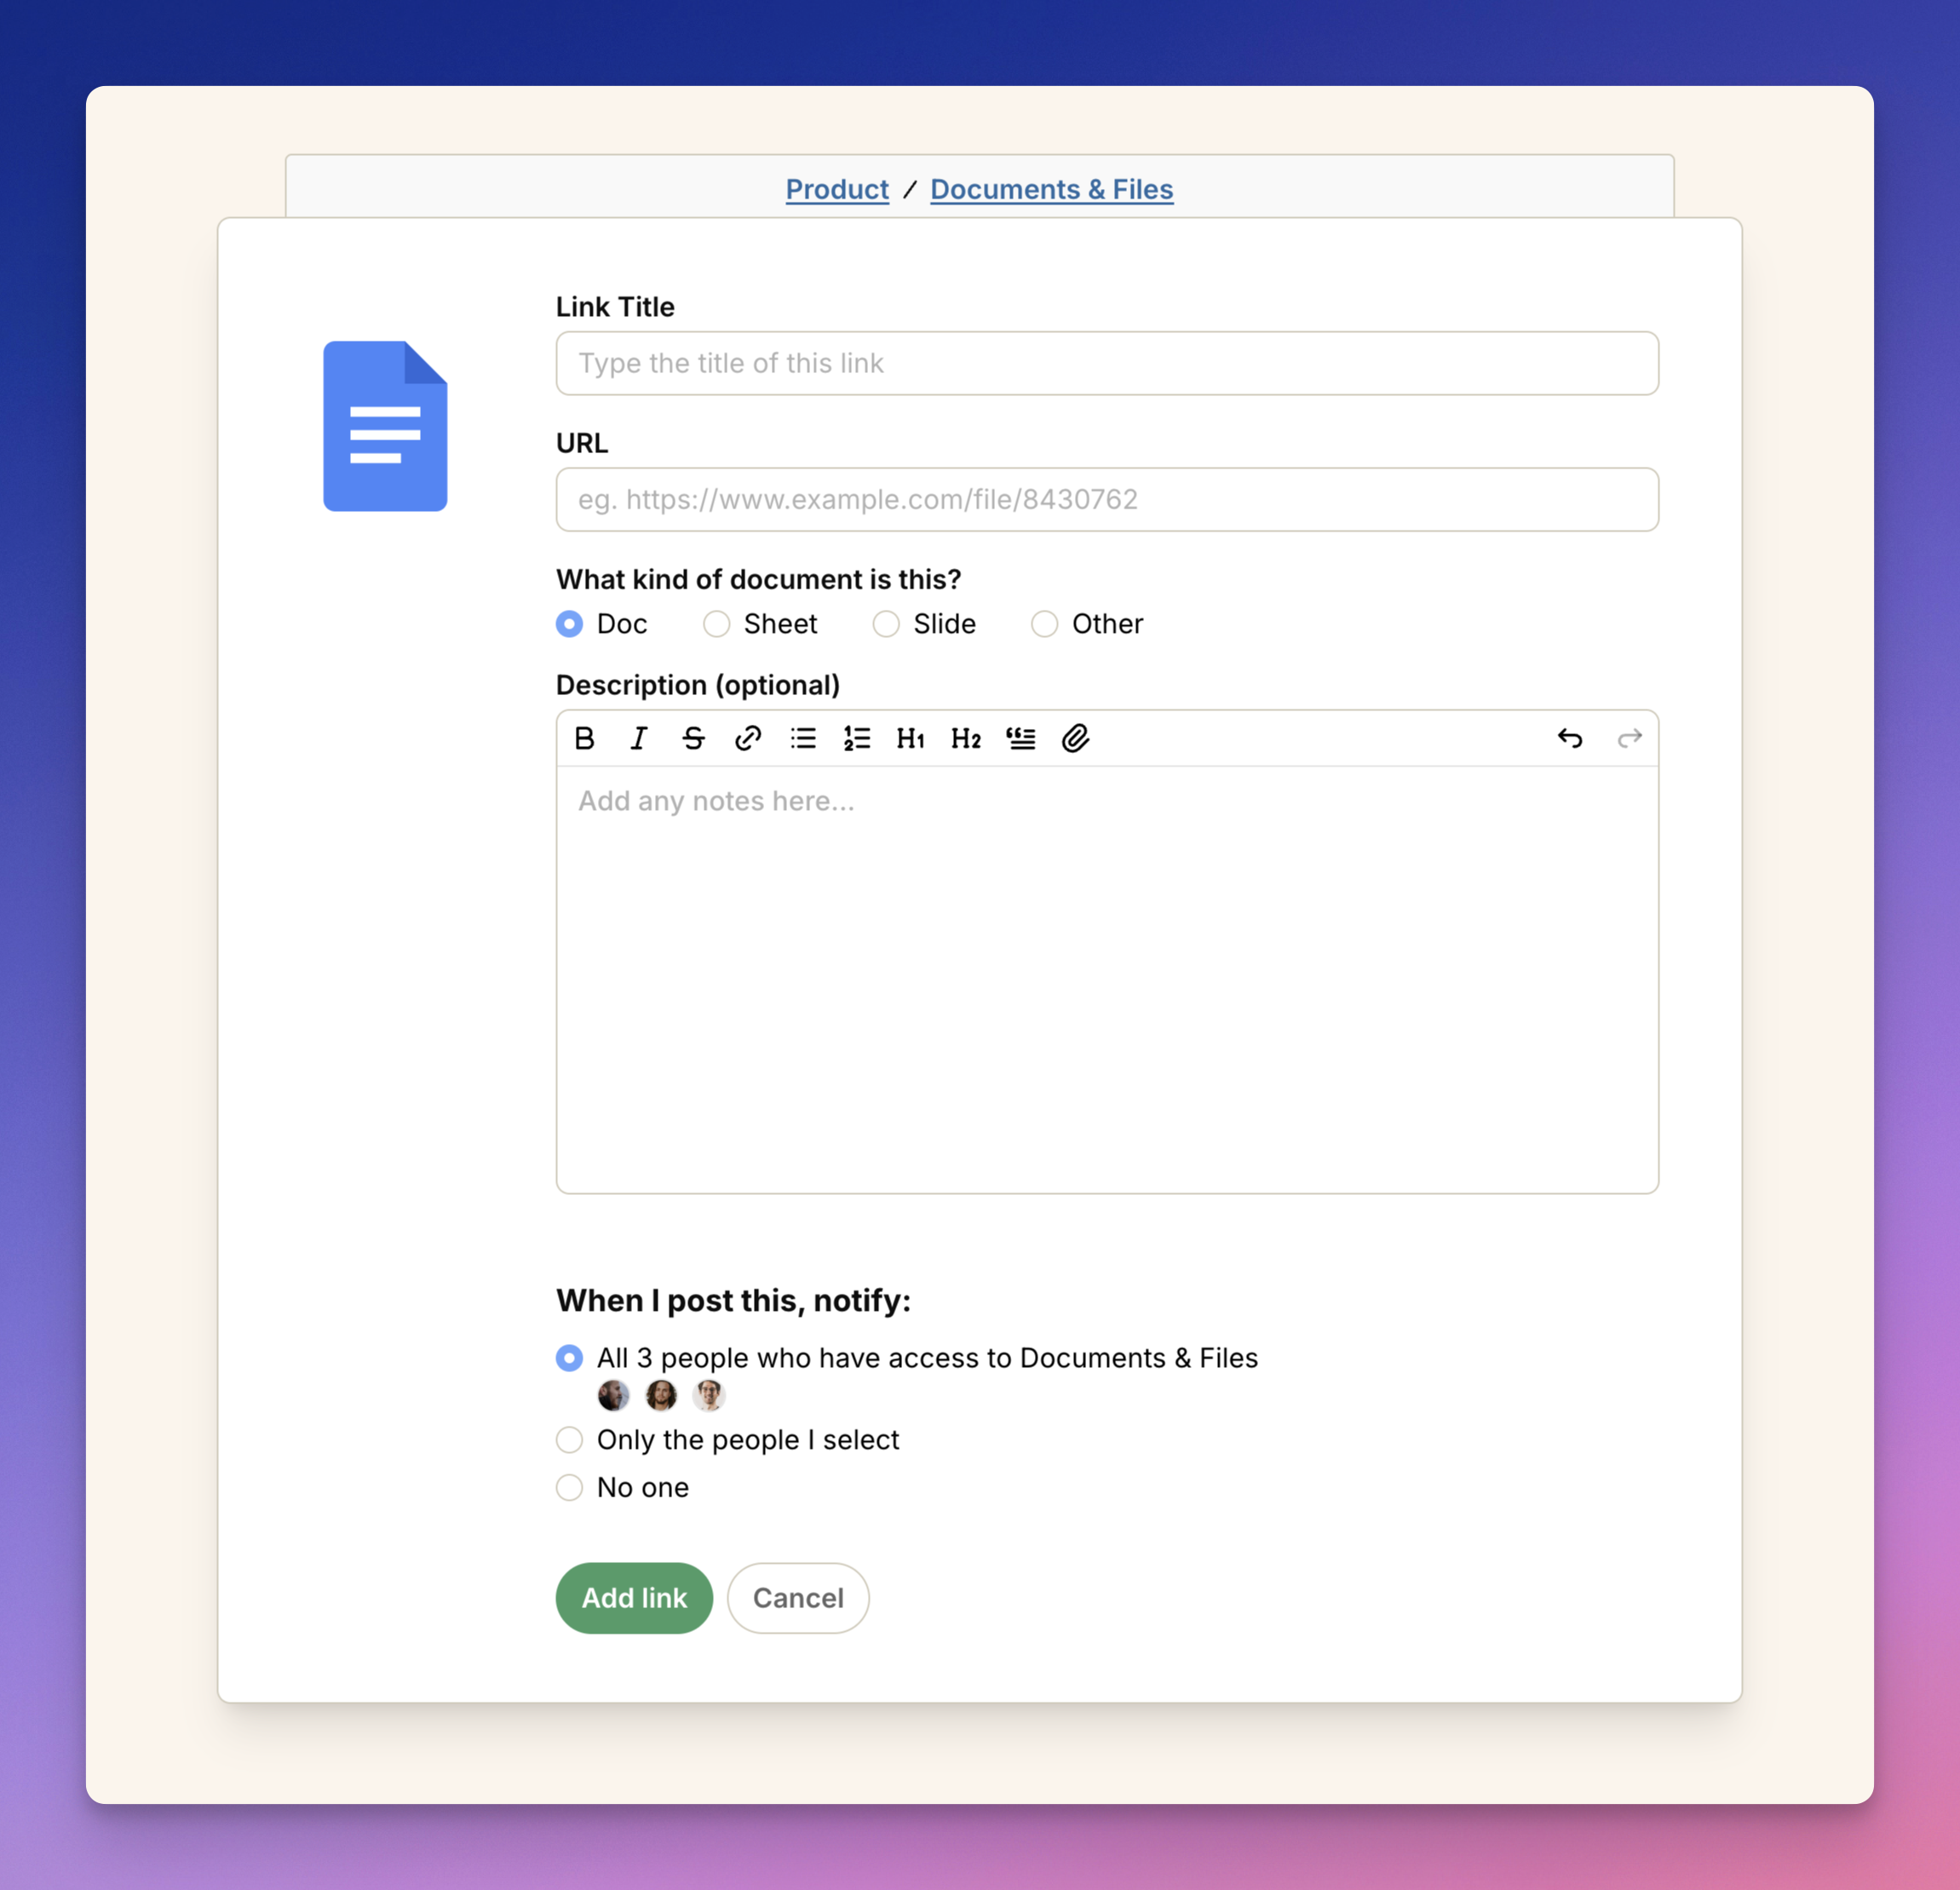 Product / Documents & Files
Link Title
Type the title of this link
URL
eg. https://www.example.com/file/8430762
What kind of document is this?
Doc Sheet Slide Other
Description (optional)
B I S H1 H2
Add any notes here...
When I post this, notify:
All 3 people who have access to Documents & Files
Only the people I select
No one
Add link Cancel